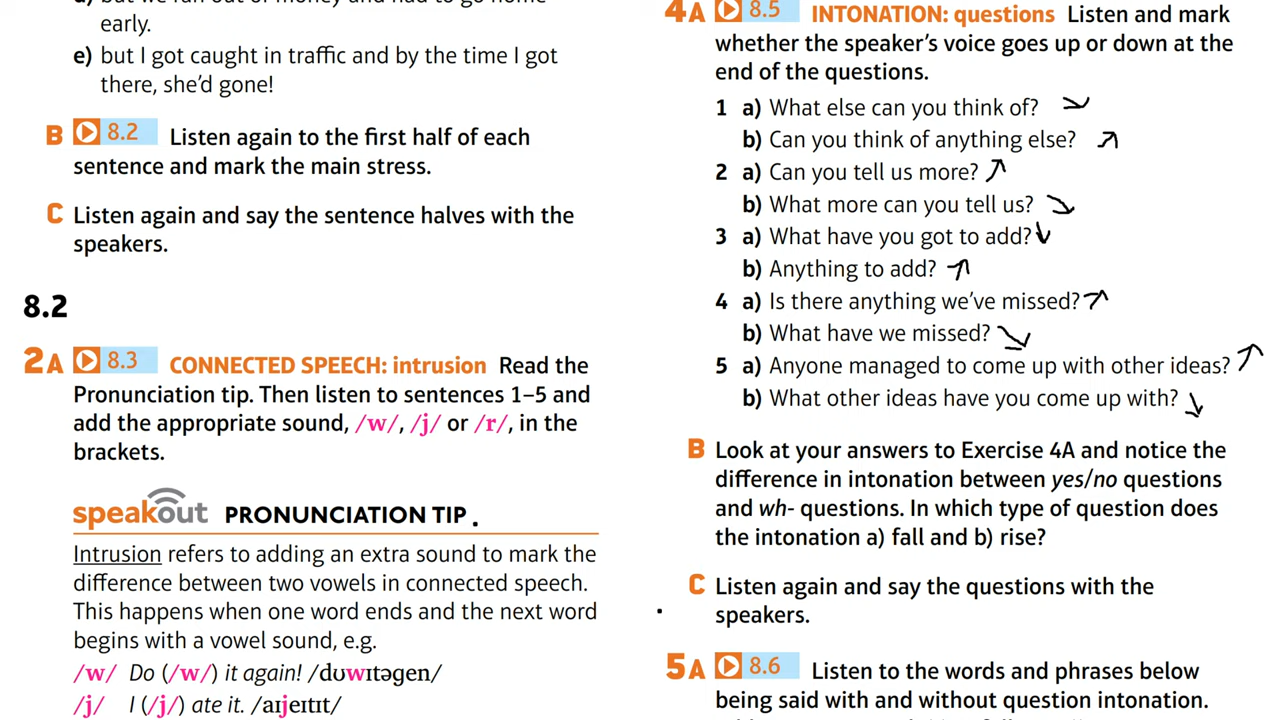 d) but we ran out of money and had to go home
early.
e) but I got caught in traffic and by the time I got
there, she'd gone!
B 8.2 Listen again to the first half of each
sentence and mark the main stress.
C Listen again and say the sentence halves with the
speakers.
8.2
2A 8.3 CONNECTED SPEECH: intrusion Read the
Pronunciation tip. Then listen to sentences 1–5 and
add the appropriate sound, /w/, /j/ or /r/, in the
brackets.
speakout PRONUNCIATION TIP .
Intrusion refers to adding an extra sound to mark the
difference between two vowels in connected speech.
This happens when one word ends and the next word
begins with a vowel sound, e.g.
/w/ Do (/w/) it again! /dʊwɪtəgen/
/j/ I (/j/) ate it. /aɪjeɪtɪt/
4A 8.5 INTONATION: questions Listen and mark
whether the speaker's voice goes up or down at the
end of the questions.
1 a) What else can you think of?
b) Can you think of anything else?
2 a) Can you tell us more?
b) What more can you tell us?
3 a) What have you got to add?
b) Anything to add?
4 a) Is there anything we've missed?
b) What have we missed?
5 a) Anyone managed to come up with other ideas?
b) What other ideas have you come up with?
B Look at your answers to Exercise 4A and notice the
difference in intonation between yes/no questions
and wh- questions. In which type of question does
the intonation a) fall and b) rise?
C Listen again and say the questions with the
speakers.
5A 8.6 Listen to the words and phrases below
being said with and without question intonation.